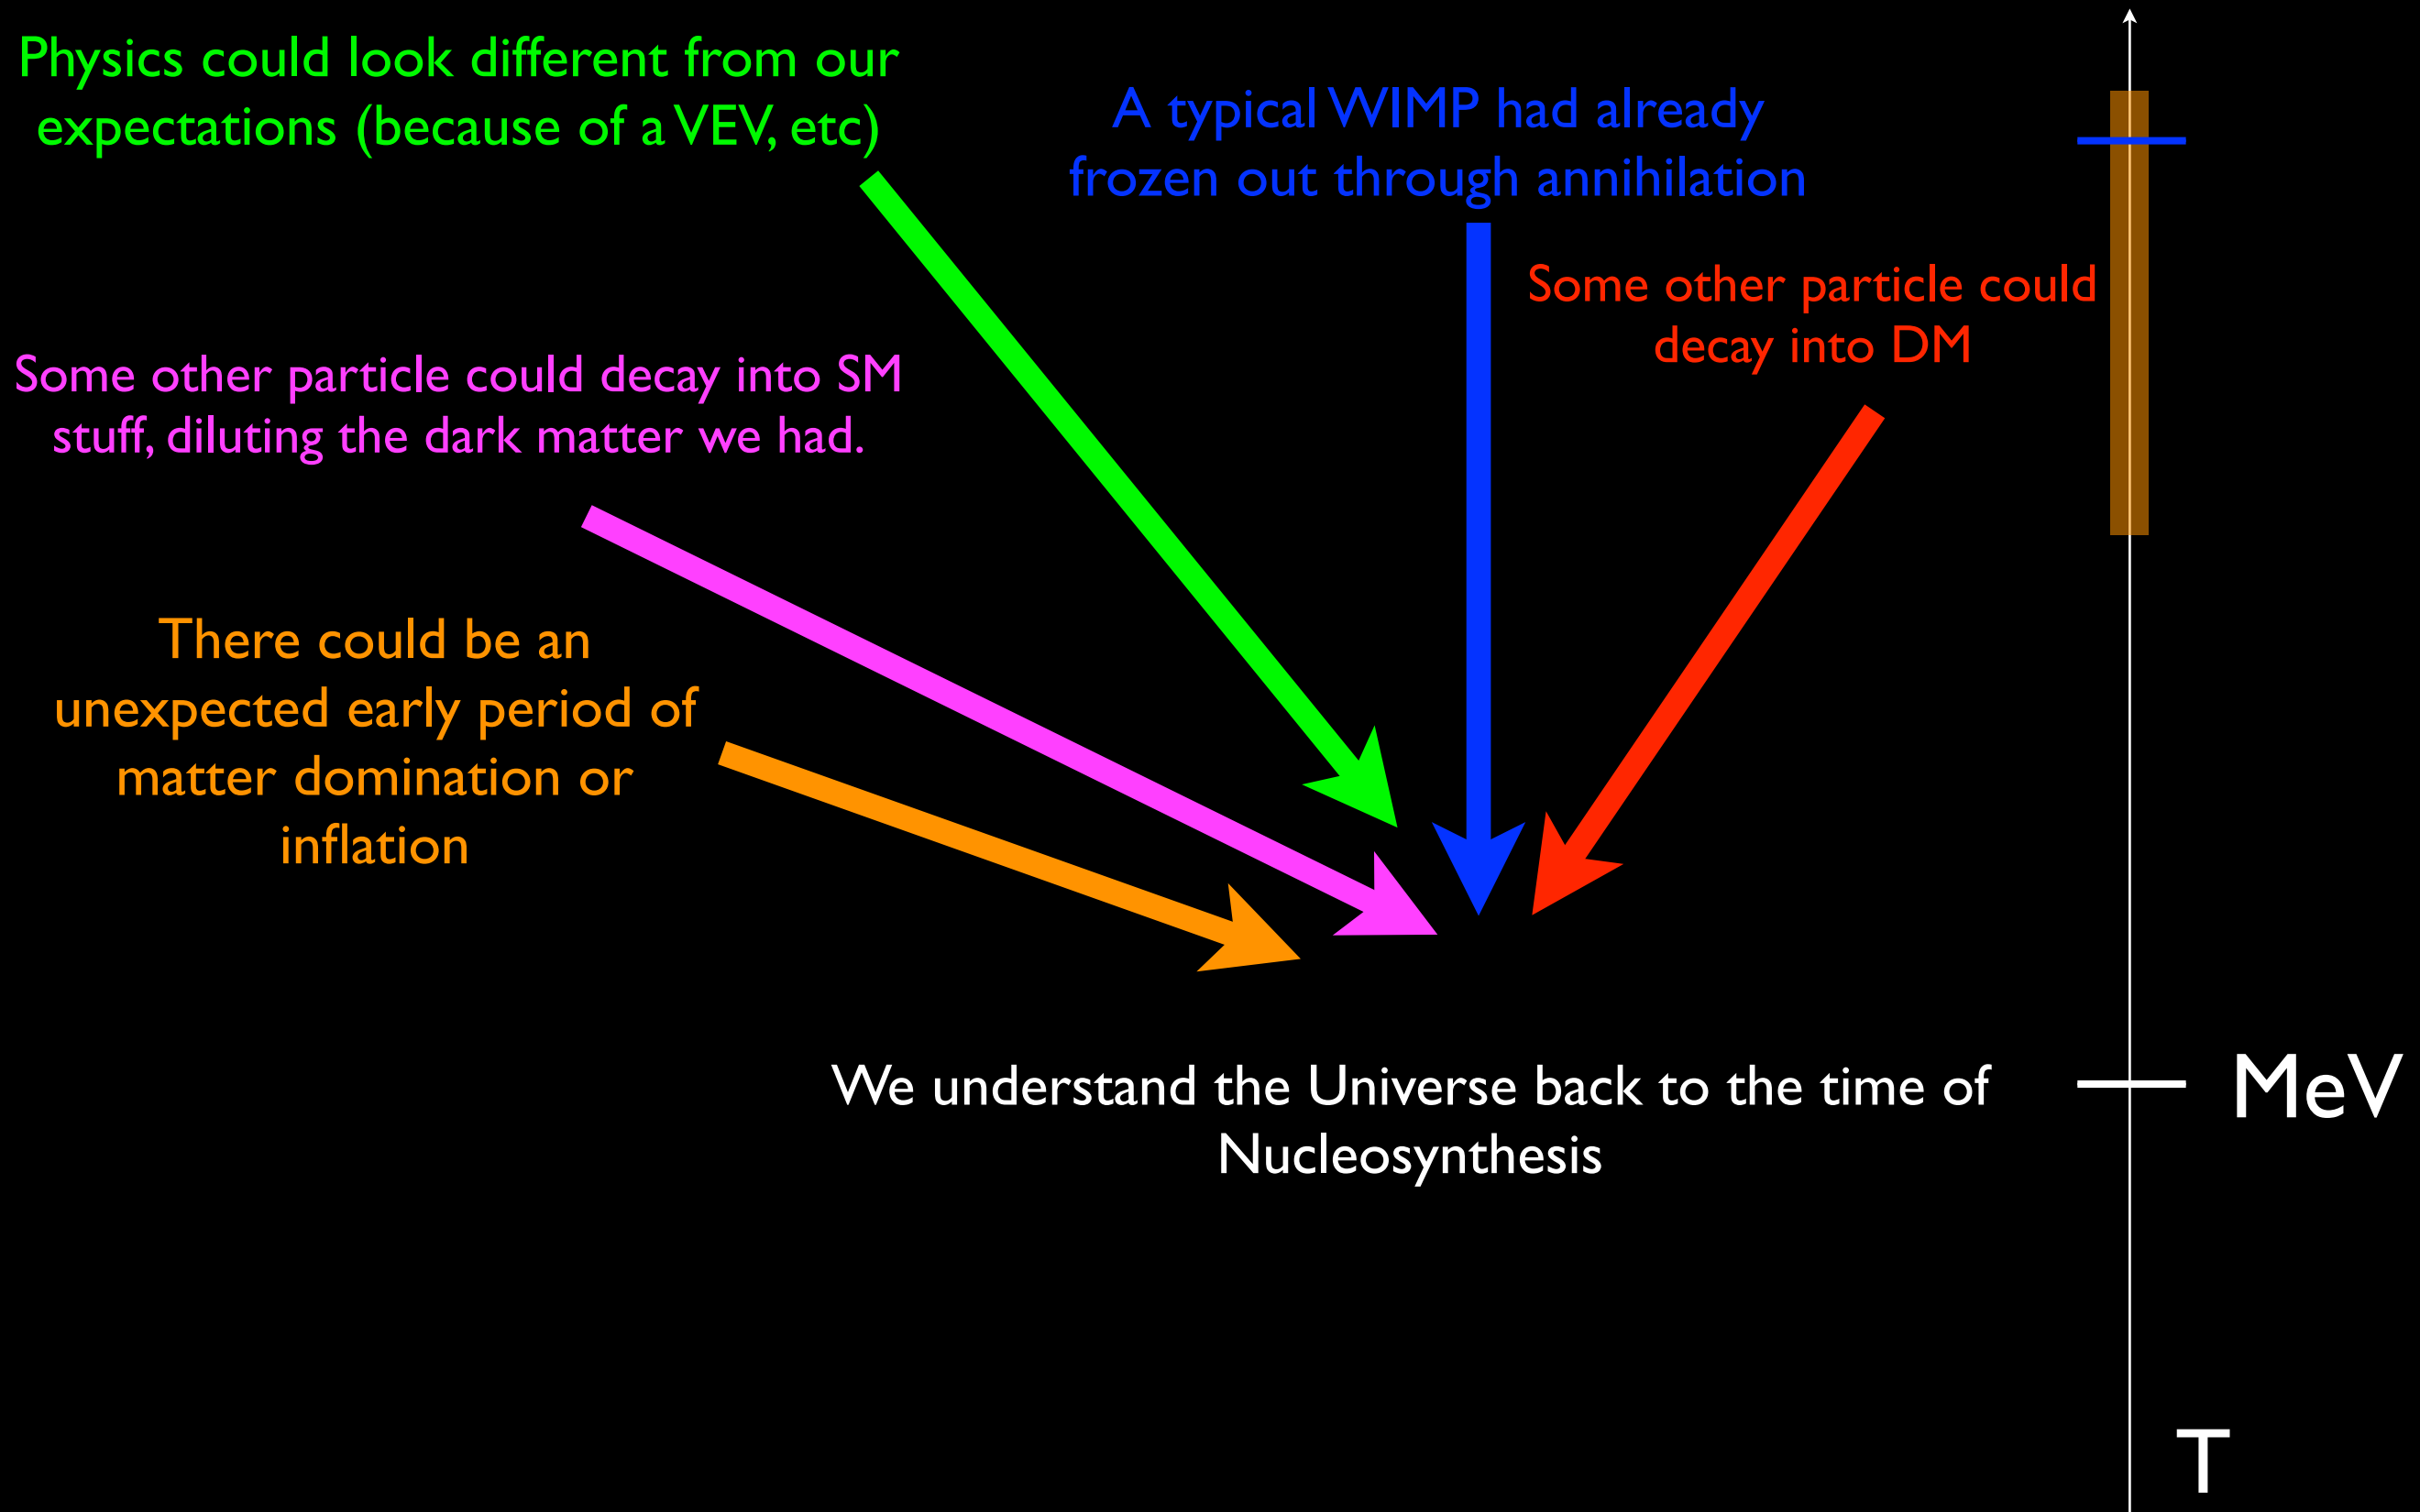 Physics could look different from our
expectations (because of a VEV, etc)
A typical WIMP had already
frozen out through annihilation
Some other particle could
decay into DM
Some other particle could decay into SM
stuff, diluting the dark matter we had.
There could be an
unexpected early period of
matter domination or
inflation
We understand the Universe back to the time of
Nucleosynthesis
MeV
T